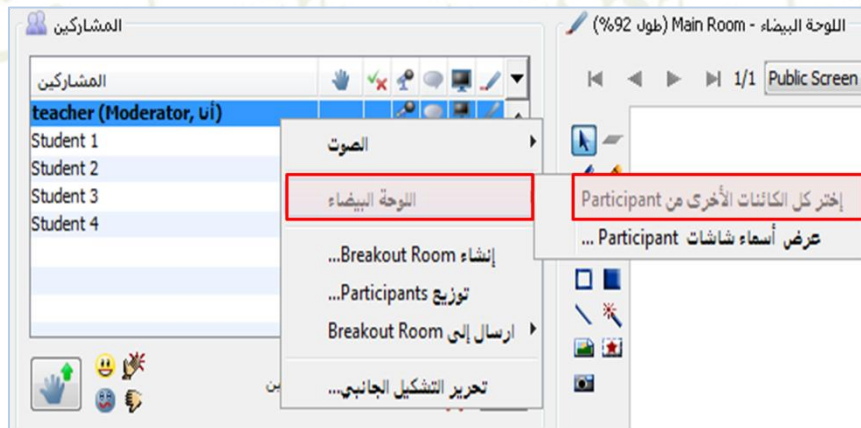 المشاركين
المشاركين
teacher (Moderator, أنا)
Student 1
Student 2
Student 3
Student 4
الصوت
اللوحة البيضاء
إنشاء Breakout Room...
توزيع Participants...
ارسال إلى Breakout Room
تحرير التشكيل الجانبي...
إختر كل الكائنات الأخرى من Participant
عرض أسماء شاشات Participant ...
اللوحة البيضاء - Main Room (طول 92%)
1/1 Public Screen